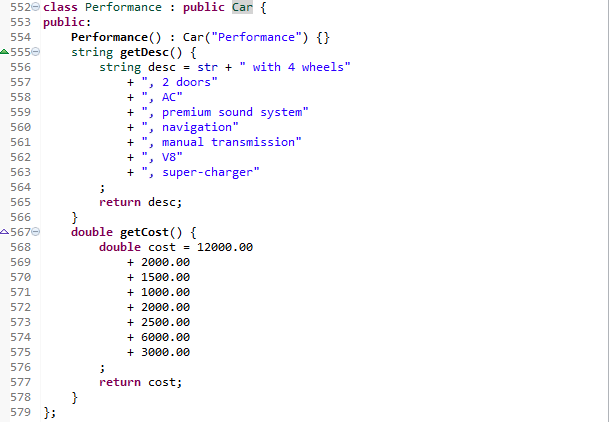 552 class Performance : public Car {
553 public:
554     Performance() : Car("Performance") {}
555     string getDesc() {
556         string desc = str + " with 4 wheels"
557             + ", 2 doors"
558             + ", AC"
559             + ", premium sound system"
560             + ", navigation"
561             + ", manual transmission"
562             + ", V8"
563             + ", super-charger"
564         ;
565         return desc;
566     }
567     double getCost() {
568         double cost = 12000.00
569             + 2000.00
570             + 1500.00
571             + 1000.00
572             + 2000.00
573             + 2500.00
574             + 6000.00
575             + 3000.00
576         ;
577         return cost;
578     }
579 };